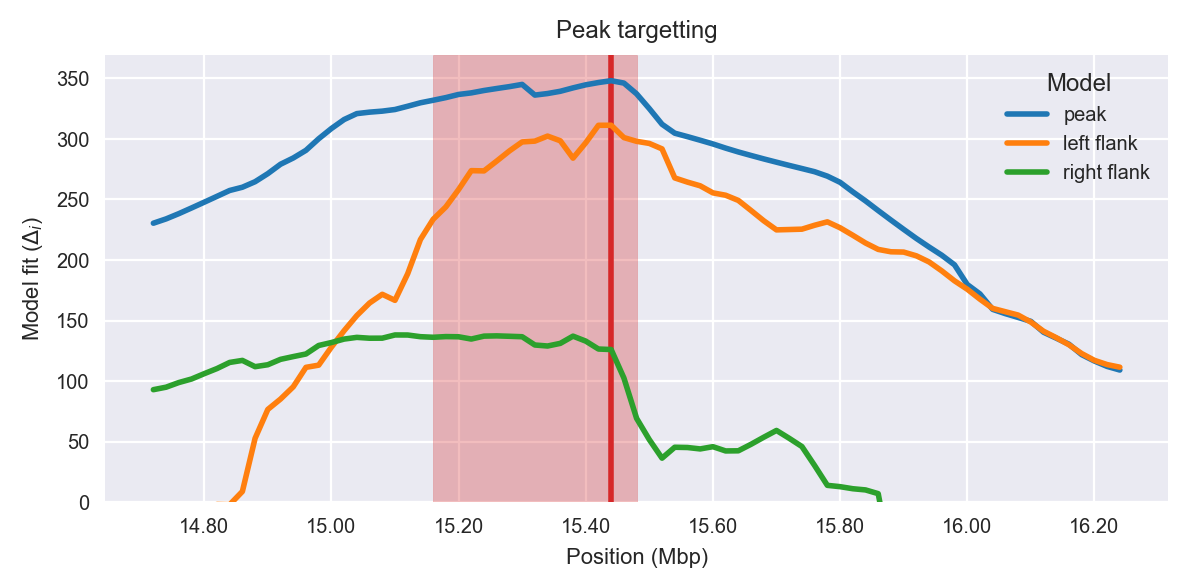 Peak targetting
350
300
250
200
150
100
50
0
Model fit (Δᵢ)
Model
peak
left flank
right flank
14.80 15.00 15.20 15.40 15.60 15.80 16.00 16.20
Position (Mbp)